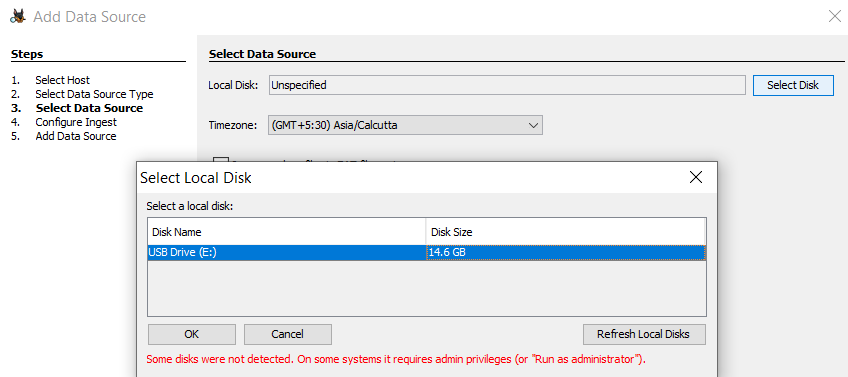 Add Data Source
Steps
1. Select Host
2. Select Data Source Type
3. Select Data Source
4. Configure Ingest
5. Add Data Source
Select Data Source
Local Disk: Unspecified Select Disk
Timezone: (GMT+5:30) Asia/Calcutta
Select Local Disk
Select a local disk:
Disk Name Disk Size
USB Drive (E:) 14.6 GB
OK Cancel Refresh Local Disks
Some disks were not detected. On some systems it requires admin privileges (or "Run as administrator").